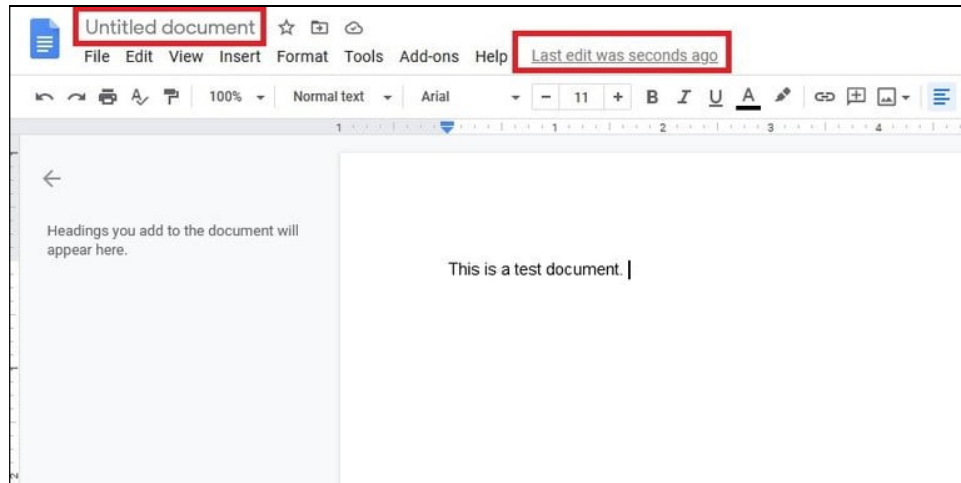 Untitled document
File Edit View Insert Format Tools Add-ons Help Last edit was seconds ago
100% Normal text Arial - 11 + B I U A
1 1 2 3 4
Headings you add to the document will
appear here.
This is a test document.
1
2